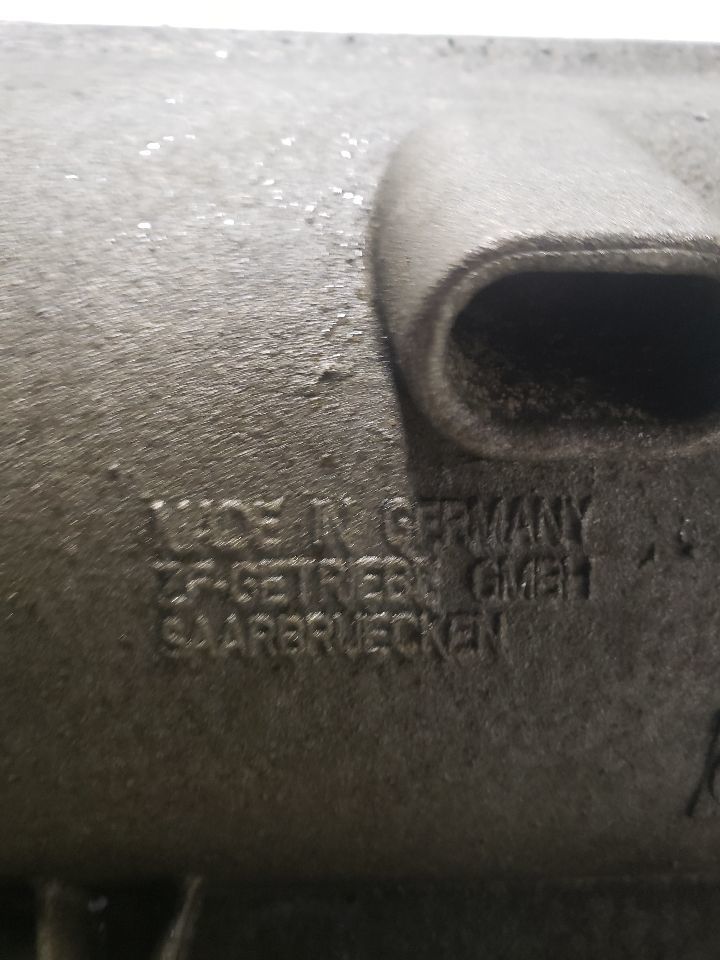 MADE IN GERMANY
ZF-GETRIEBE GMBH
SAARBRUECKEN